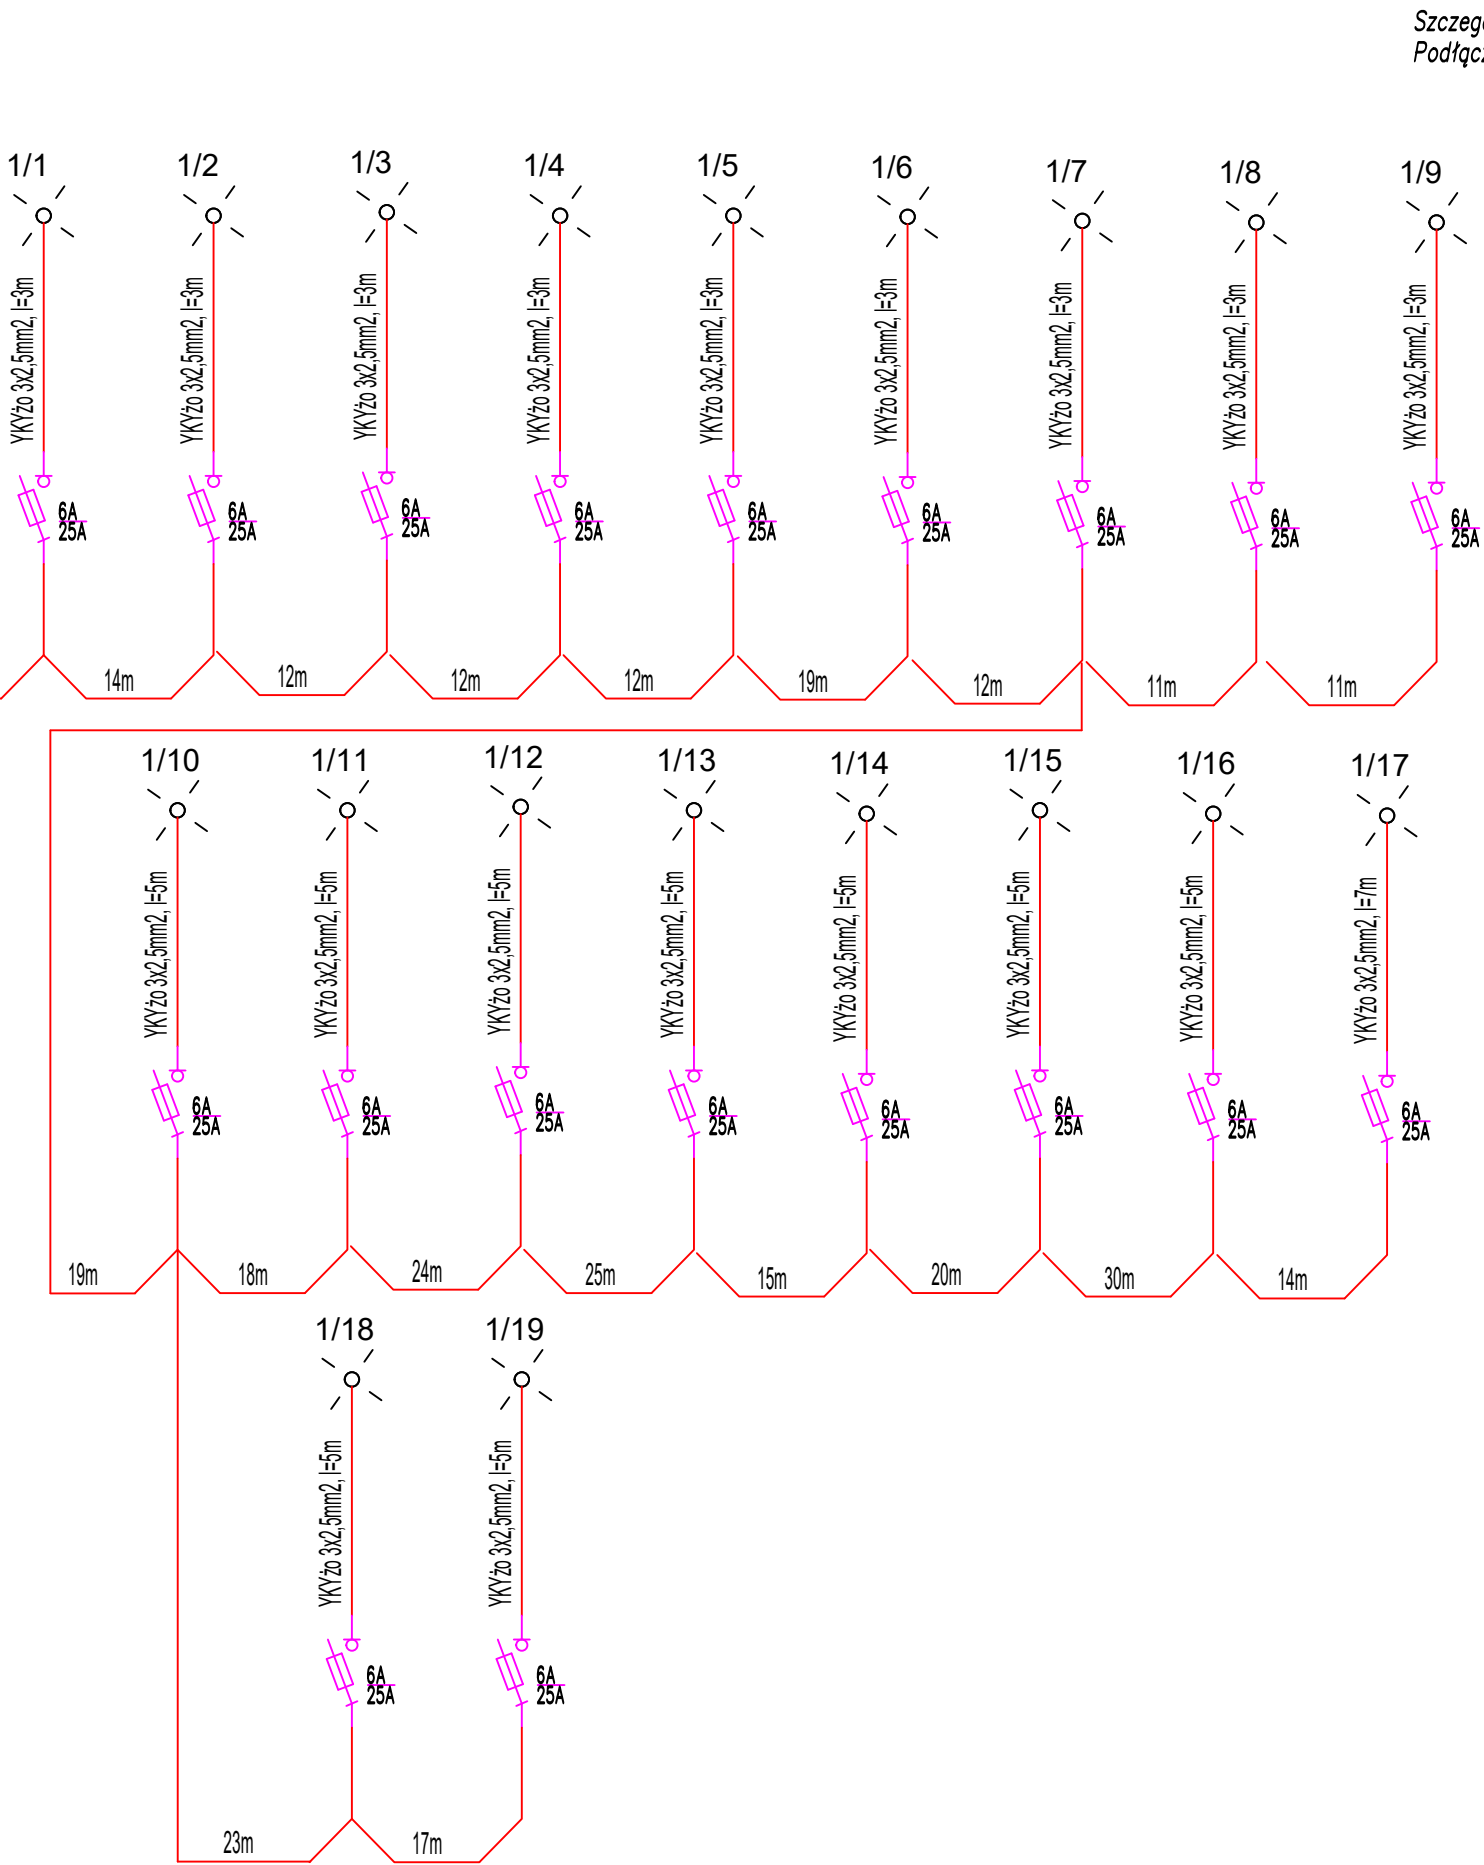 1/1 1/2 1/3 1/4 1/5 1/6 1/7 1/8 1/9
YKYżo 3x2,5mm2, l=3m
YKYżo 3x2,5mm2, l=3m
YKYżo 3x2,5mm2, l=3m
YKYżo 3x2,5mm2, l=3m
YKYżo 3x2,5mm2, l=3m
YKYżo 3x2,5mm2, l=3m
YKYżo 3x2,5mm2, l=3m
YKYżo 3x2,5mm2, l=3m
YKYżo 3x2,5mm2, l=3m
6A 6A 6A 6A 6A 6A 6A 6A 6A
25A 25A 25A 25A 25A 25A 25A 25A 25A
14m 12m 12m 12m 19m 12m 11m 11m
1/10 1/11 1/12 1/13 1/14 1/15 1/16 1/17
YKYżo 3x2,5mm2, l=5m
YKYżo 3x2,5mm2, l=5m
YKYżo 3x2,5mm2, l=5m
YKYżo 3x2,5mm2, l=5m
YKYżo 3x2,5mm2, l=5m
YKYżo 3x2,5mm2, l=5m
YKYżo 3x2,5mm2, l=5m
YKYżo 3x2,5mm2, l=7m
6A 6A 6A 6A 6A 6A 6A 6A
25A 25A 25A 25A 25A 25A 25A 25A
19m 18m 24m 25m 15m 20m 30m 14m
1/18 1/19
YKYżo 3x2,5mm2, l=5m
YKYżo 3x2,5mm2, l=5m
6A 6A
25A 25A
23m 17m